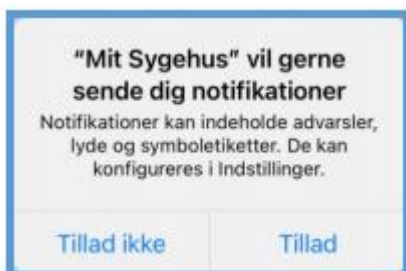 “Mit Sygehus” vil gerne
sende dig notifikationer
Notifikationer kan indeholde advarsler,
lyde og symboletiketter. De kan
konfigureres i Indstillinger.
Tillad ikke
Tillad